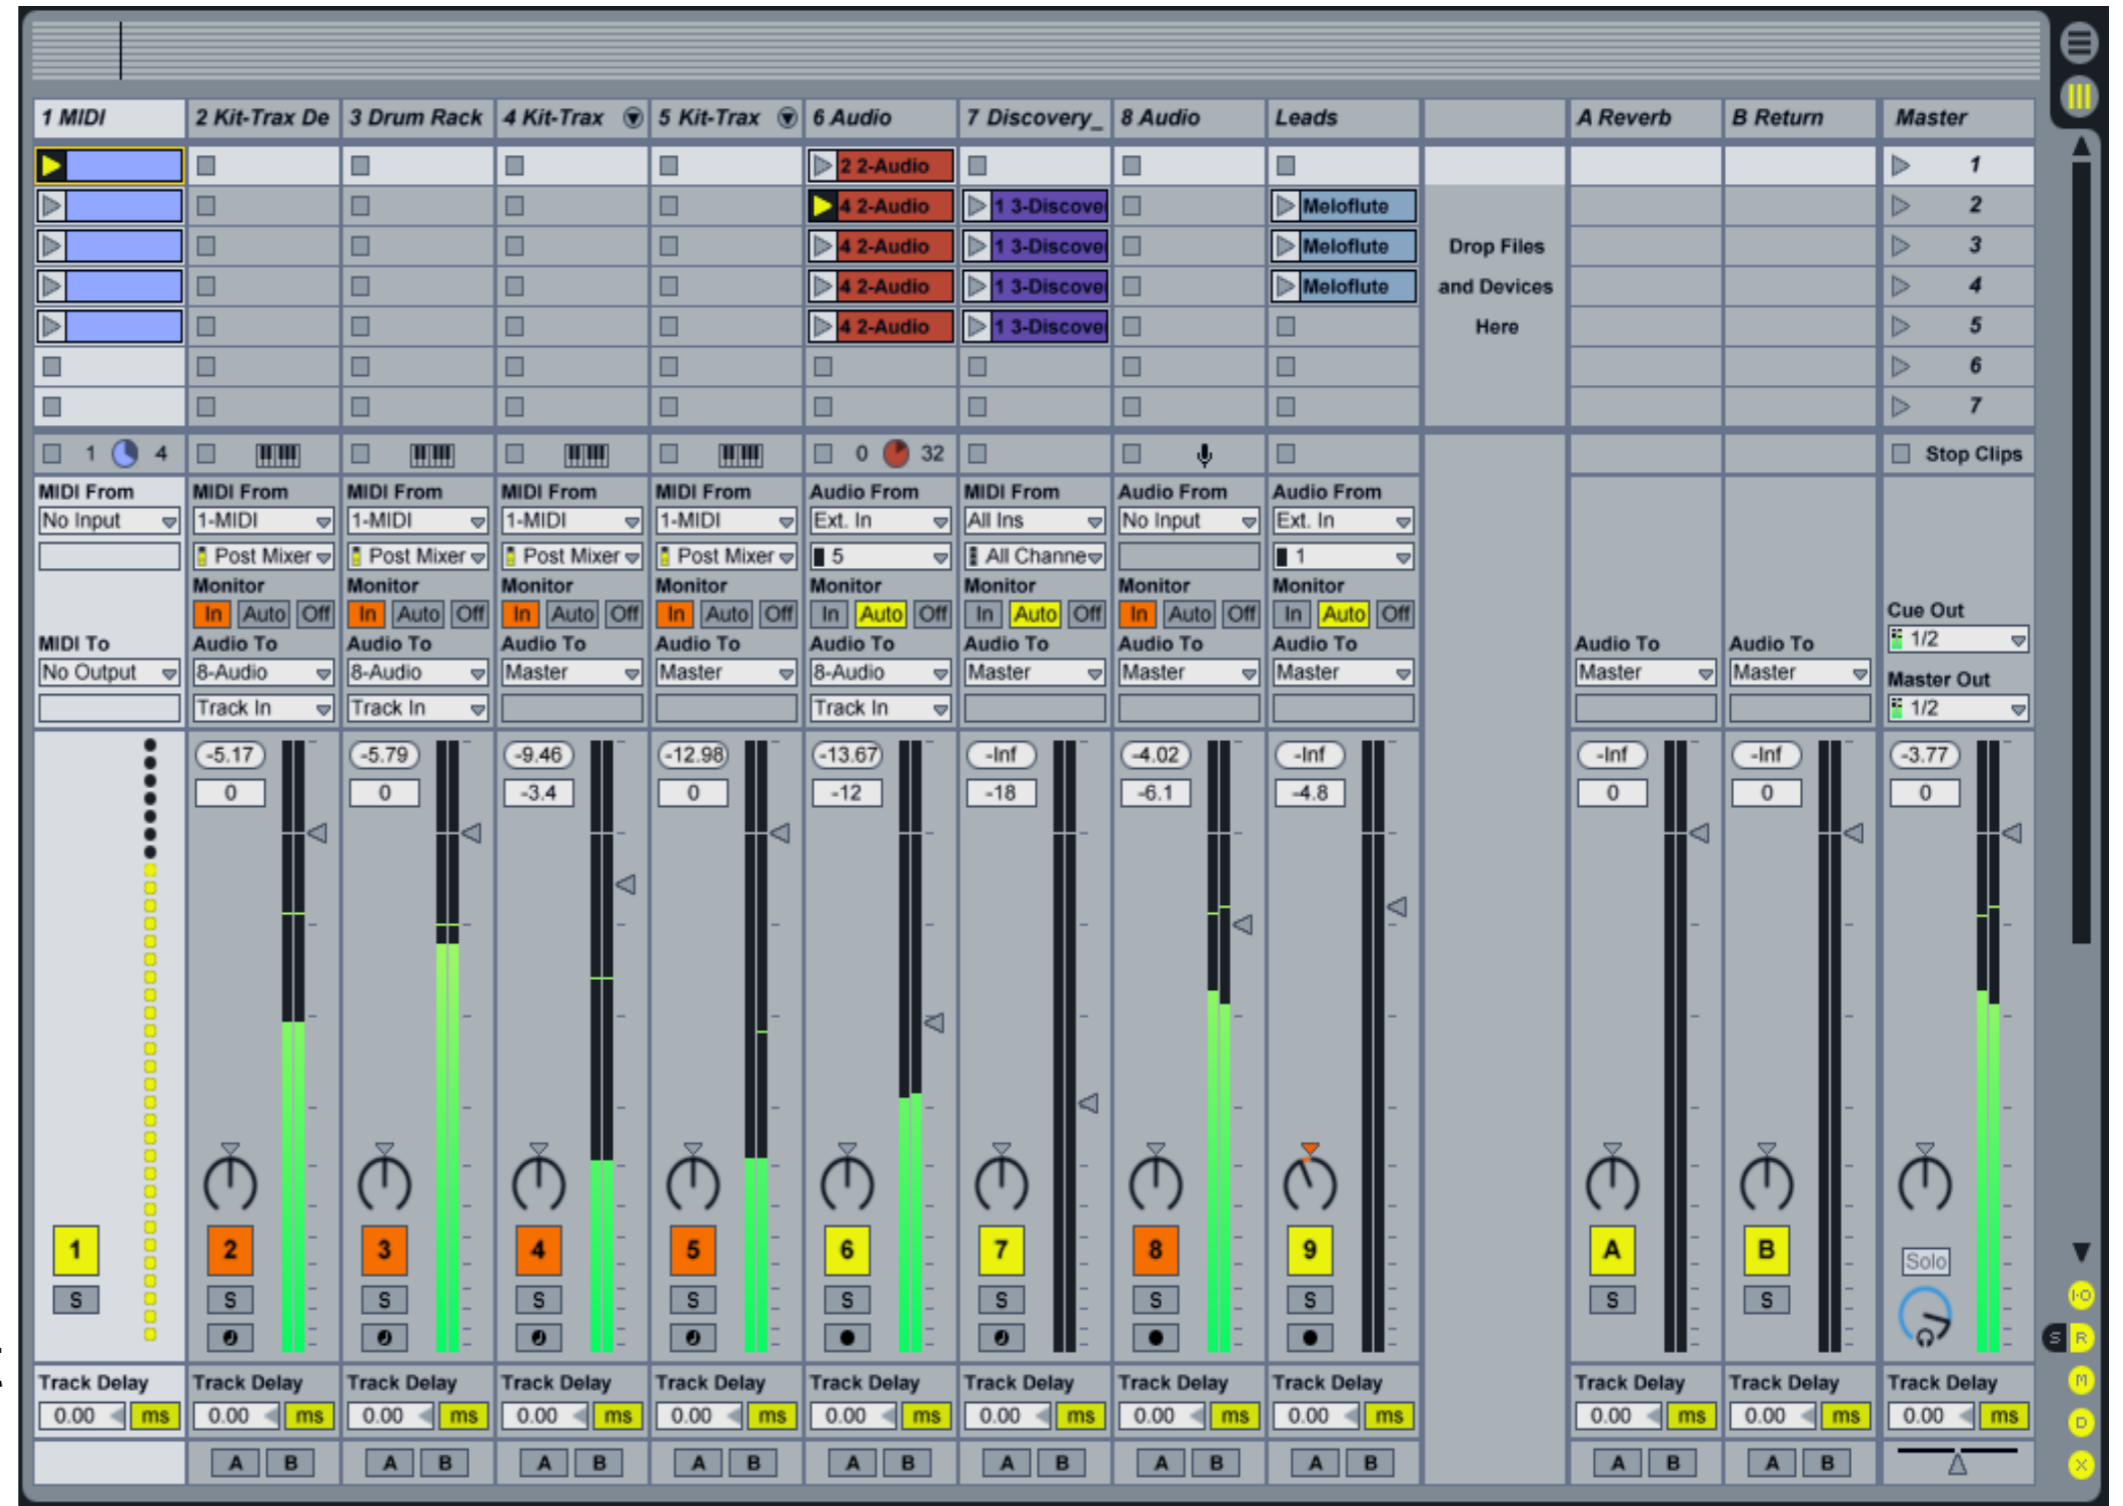 1 MIDI 2 Kit-Trax De 3 Drum Rack 4 Kit-Trax 5 Kit-Trax 6 Audio 7 Discovery_ 8 Audio Leads A Reverb B Return Master
2 2-Audio 1
4 2-Audio 1 3-Discove Meloflute 2
4 2-Audio 1 3-Discove Meloflute Drop Files 3
4 2-Audio 1 3-Discove Meloflute and Devices 4
4 2-Audio 1 3-Discove Here 5
6
7
1 4 0 32 Stop Clips
MIDI From MIDI From MIDI From MIDI From MIDI From Audio From MIDI From Audio From Audio From
No Input 1-MIDI 1-MIDI 1-MIDI 1-MIDI Ext. In All Ins No Input Ext. In
Post Mixer Post Mixer Post Mixer Post Mixer 5 All Channe 1
Monitor Monitor Monitor Monitor Monitor Monitor Monitor Monitor
In Auto Off In Auto Off In Auto Off In Auto Off In Auto Off In Auto Off In Auto Off In Auto Off Cue Out
MIDI To Audio To Audio To Audio To Audio To Audio To Audio To Audio To Audio To Audio To Audio To 1/2
No Output 8-Audio 8-Audio Master Master 8-Audio Master Master Master Master Master Master Out
Track In Track In Track In 1/2
-5.17 -5.79 -9.46 -12.98 -13.67 -Inf -4.02 -Inf -Inf -Inf -3.77
0 0 -3.4 0 -12 -18 -6.1 -4.8 0 0 0
1 2 3 4 5 6 7 8 9 A B Solo
S S S S S S S S S S S I·O
S R
Track Delay Track Delay Track Delay Track Delay Track Delay Track Delay Track Delay Track Delay Track Delay Track Delay Track Delay Track Delay M
0.00 ms 0.00 ms 0.00 ms 0.00 ms 0.00 ms 0.00 ms 0.00 ms 0.00 ms 0.00 ms 0.00 ms 0.00 ms 0.00 ms D
A B A B A B A B A B A B A B A B A B A B X